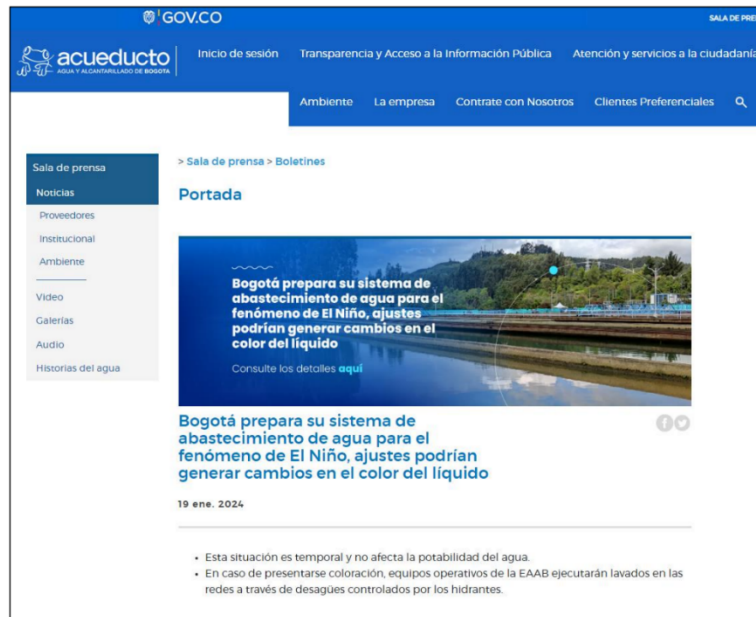 GOV.CO
SALA DE PRE
acueducto
AGUA Y ALCANTARILLADO DE BOGOTÁ
Inicio de sesión
Transparencia y Acceso a la Información Pública
Atención y servicios a la ciudadanía
Ambiente
La empresa
Contrate con Nosotros
Clientes Preferenciales
Sala de prensa
Noticias
Proveedores
Institucional
Ambiente
Video
Galerías
Audio
Historias del agua
> Sala de prensa > Boletines
Portada
Bogotá prepara su sistema de
abastecimiento de agua para el
fenómeno de El Niño, ajustes
podrían generar cambios en el
color del líquido
Consulte los detalles aquí
Bogotá prepara su sistema de
abastecimiento de agua para el
fenómeno de El Niño, ajustes podrían
generar cambios en el color del líquido
19 ene. 2024
• Esta situación es temporal y no afecta la potabilidad del agua.
• En caso de presentarse coloración, equipos operativos de la EAAB ejecutarán lavados en las
redes a través de desagües controlados por los hidrantes.